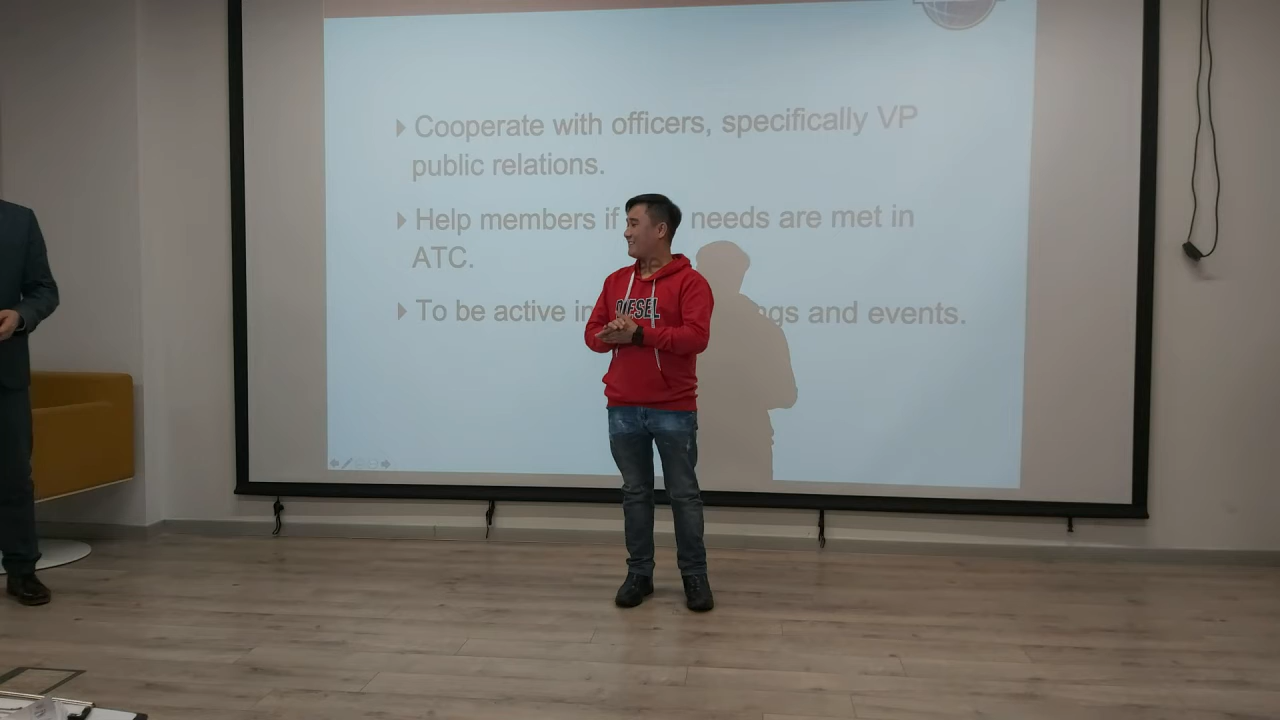 Cooperate with officers, specifically VP
public relations.
Help members if needs are met in
ATC.
To be active in gs and events.
DIESEL